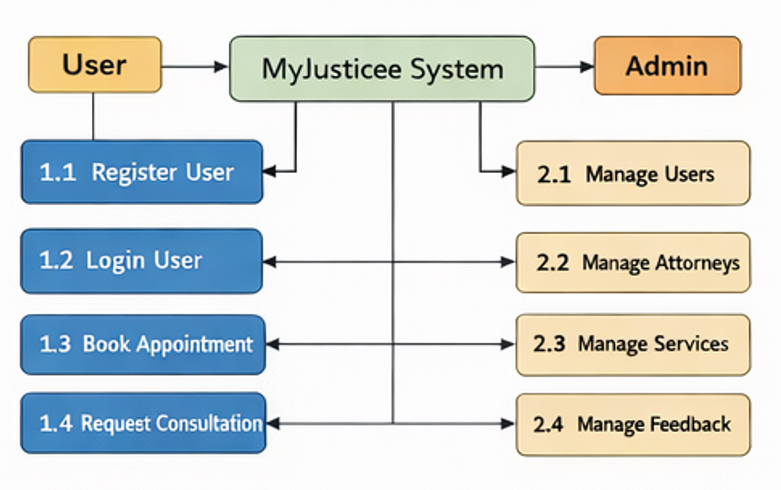 User
MyJusticee System
Admin
1.1 Register User
2.1 Manage Users
1.2 Login User
2.2 Manage Attorneys
1.3 Book Appointment
2.3 Manage Services
1.4 Request Consultation
2.4 Manage Feedback